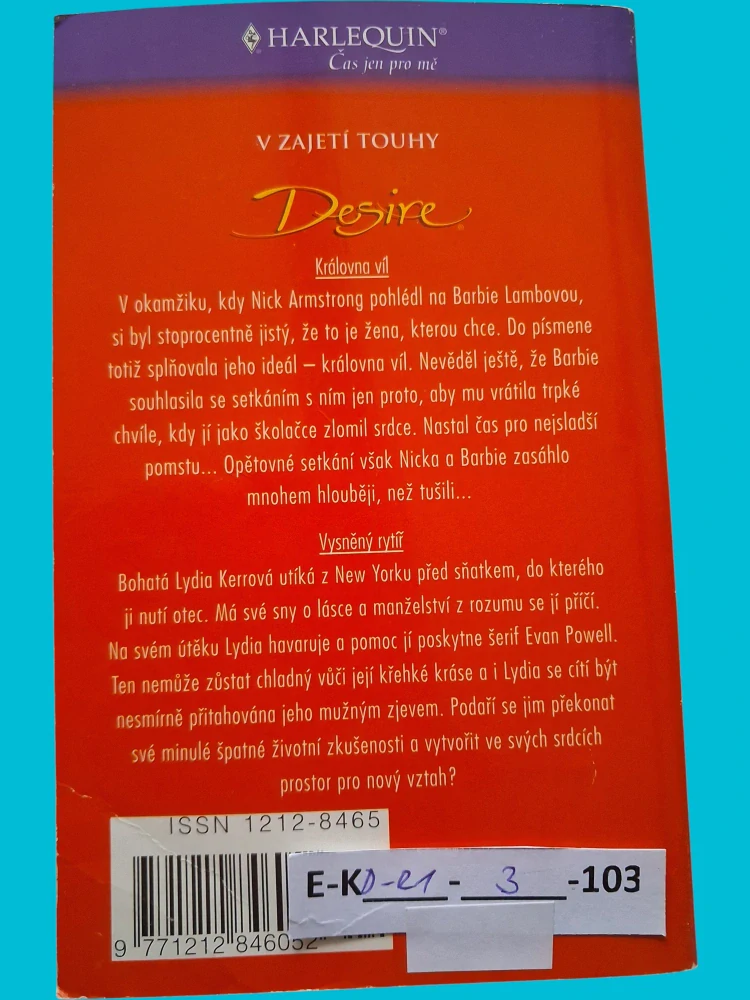 HARLEQUIN®
Čas jen pro mě
V ZAJETÍ TOUHY
Desire®
Královna víl
V okamžiku, kdy Nick Armstrong pohlédl na Barbie Lambovou,
si byl stoprocentně jistý, že to je žena, kterou chce. Do písmene
totiž splňovala jeho ideál – královna víl. Nevěděl ještě, že Barbie
souhlasila se setkáním s ním jen proto, aby mu vrátila trpké
chvíle, kdy jí jako školačce zlomil srdce. Nastal čas pro nejsladší
pomstu... Opětovné setkání však Nicka a Barbie zasáhlo
mnohem hlouběji, než tušili...
Vysněný rytíř
Bohatá Lydia Kerrová utíká z New Yorku před sňatkem, do kterého
ji nutí otec. Má své sny o lásce a manželství z rozumu se jí příčí.
Na svém útěku Lydia havaruje a pomoc jí poskytne šerif Evan Powell.
Ten nemůže zůstat chladný vůči její křehké kráse a i Lydia se cítí být
nesmírně přitahována jeho mužným zjevem. Podaří se jim překonat
své minulé špatné životní zkušenosti a vytvořit ve svých srdcích
prostor pro nový vztah?
ISSN 1212-8465
E-KD-21-3-103
9 771212 846052